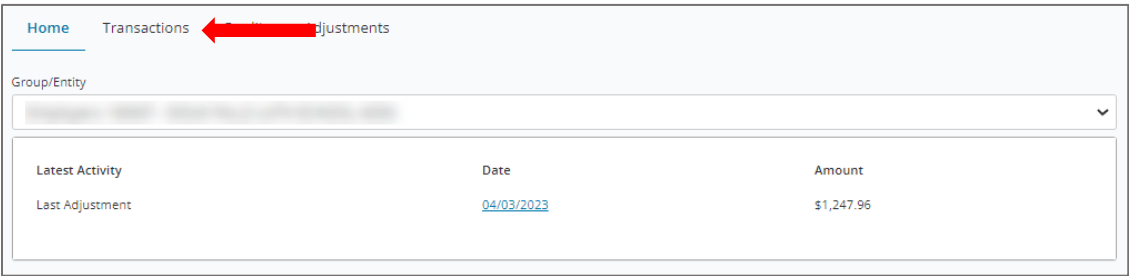 Home Transactions djustments
Group/Entity
Latest Activity Date Amount
Last Adjustment 04/03/2023 $1,247.96